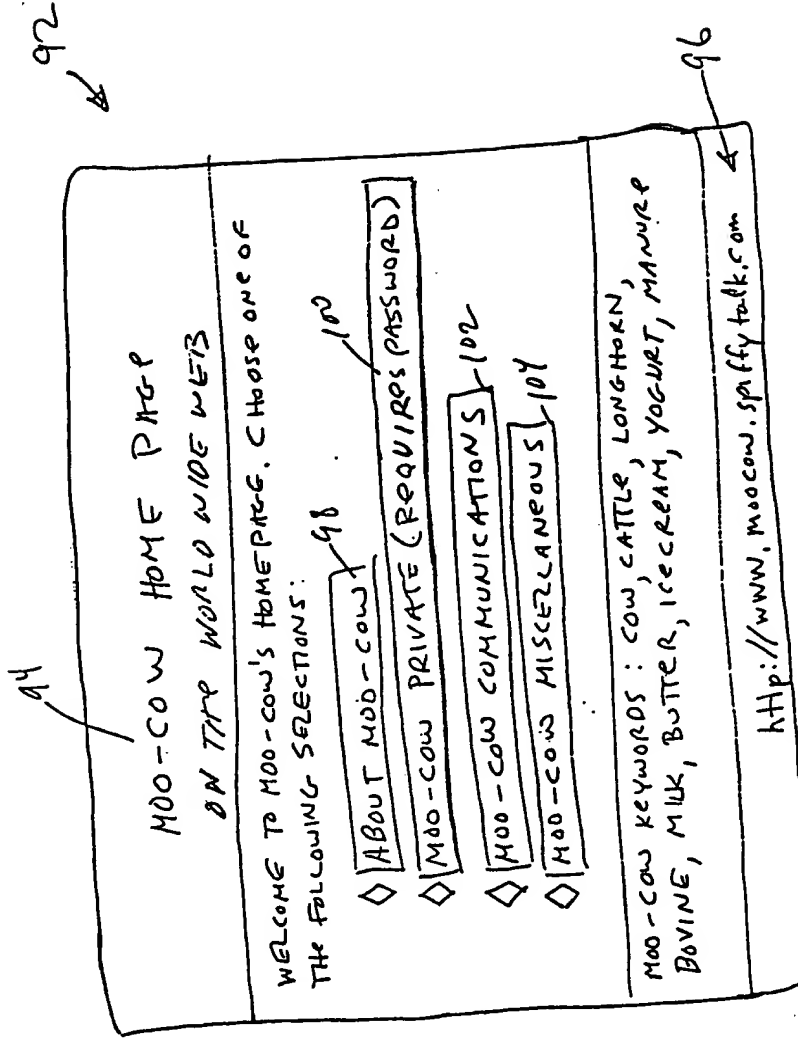 92
94
MOO-COW HOME PAGE
ON THE WORLD WIDE WEB
WELCOME TO MOO-COW'S HOMEPAGE. CHOOSE ONE OF
THE FOLLOWING SELECTIONS:
ABOUT MOO-COW 98
MOO-COW PRIVATE (REQUIRES PASSWORD) 100
MOO-COW COMMUNICATIONS 102
MOO-COW MISCELLANEOUS 104
MOO-COW KEYWORDS: COW, CATTLE, LONGHORN,
BOVINE, MILK, BUTTER, ICECREAM, YOGURT, MANURE
http://www.moocow.spiffytalk.com 96